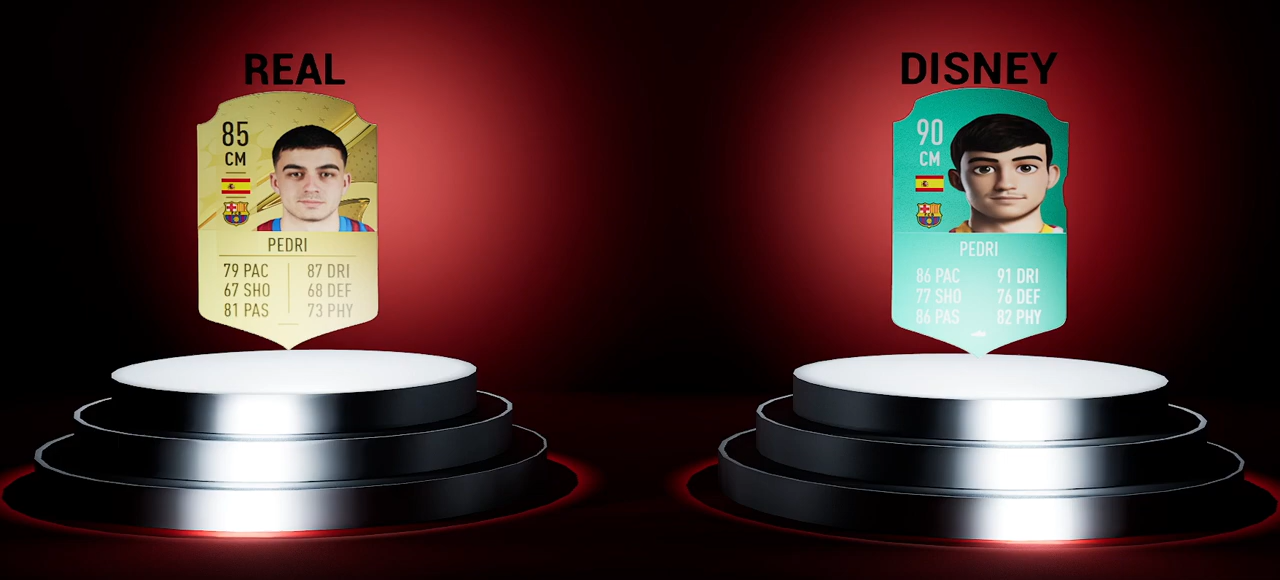 REAL
85
CM
PEDRI
79 PAC 87 DRI
67 SHO 68 DEF
81 PAS 73 PHY
DISNEY
90
CM
PEDRI
86 PAC 91 DRI
77 SHO 76 DEF
86 PAS 82 PHY